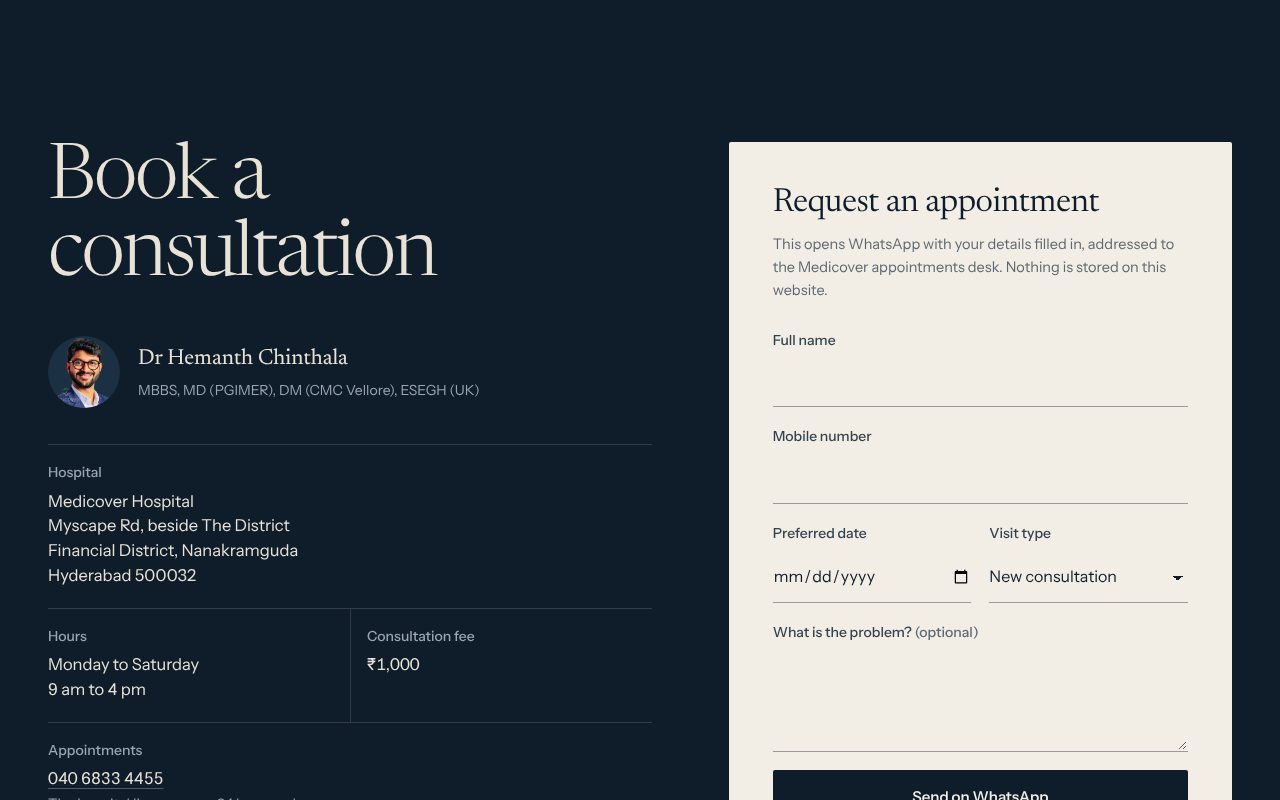 Book a
consultation
Dr Hemanth Chinthala
MBBS, MD (PGIMER), DM (CMC Vellore), ESEGH (UK)
Hospital
Medicover Hospital
Myscape Rd, beside The District
Financial District, Nanakramguda
Hyderabad 500032
Hours
Monday to Saturday
9 am to 4 pm
Consultation fee
₹1,000
Appointments
040 6833 4455
Request an appointment
This opens WhatsApp with your details filled in, addressed to
the Medicover appointments desk. Nothing is stored on this
website.
Full name
Mobile number
Preferred date
mm/dd/yyyy
Visit type
New consultation
What is the problem? (optional)
Send on WhatsApp